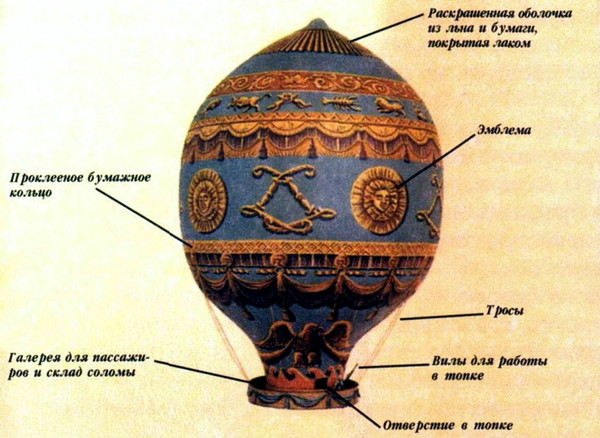 Раскрашенная оболочка
из льна и бумаги,
покрытая лаком
Эмблема
Проклееное бумажное
кольцо
Тросы
Галерея для пассажи-
ров и склад соломы
Вилы для работы
в топке
Отверстие в топке